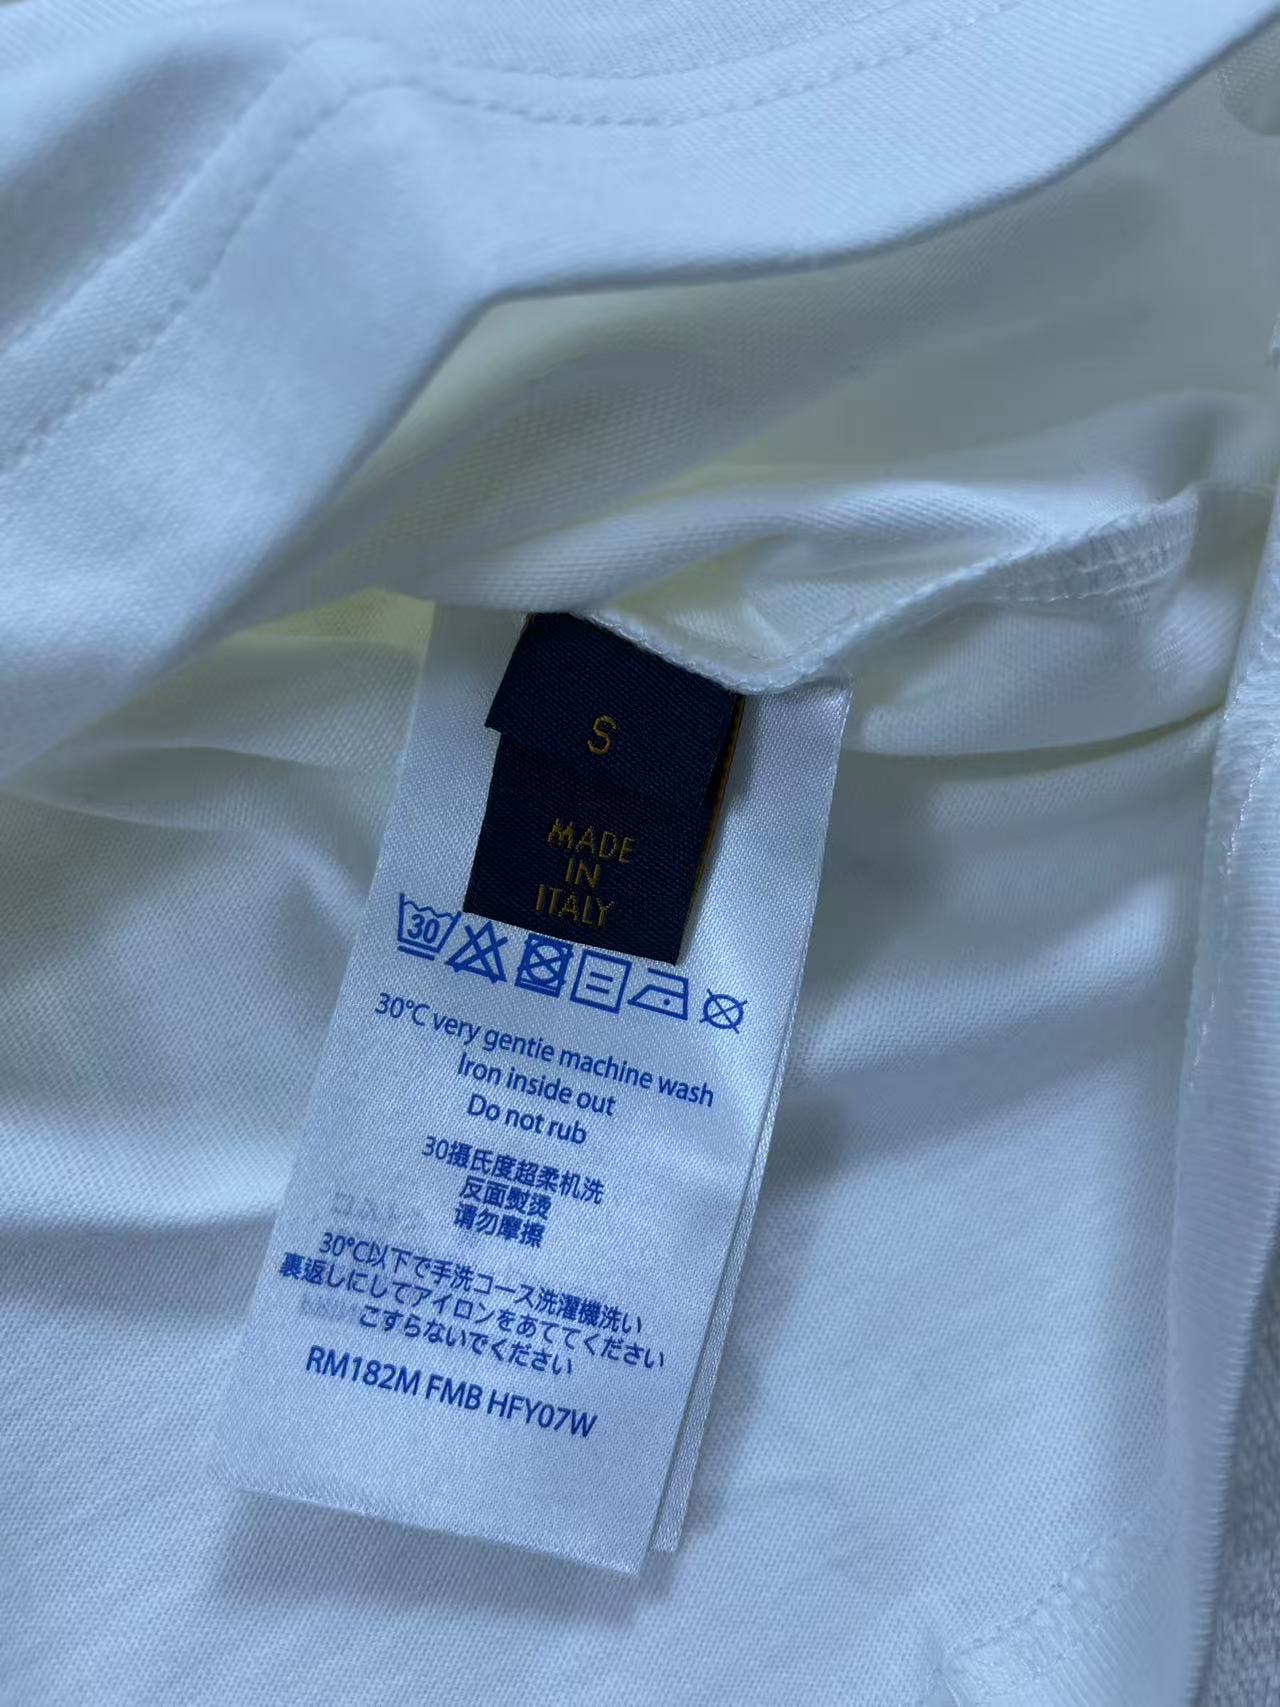 S
MADE
IN
ITALY
30
30°C very gentie machine wash
Iron inside out
Do not rub
30摄氏度超柔机洗
反面熨烫
请勿摩擦
30°C以下で手洗コース洗濯機洗い
裏返しにしてアイロンをあててください
こすらないでください
RM182M FMB HFY07W